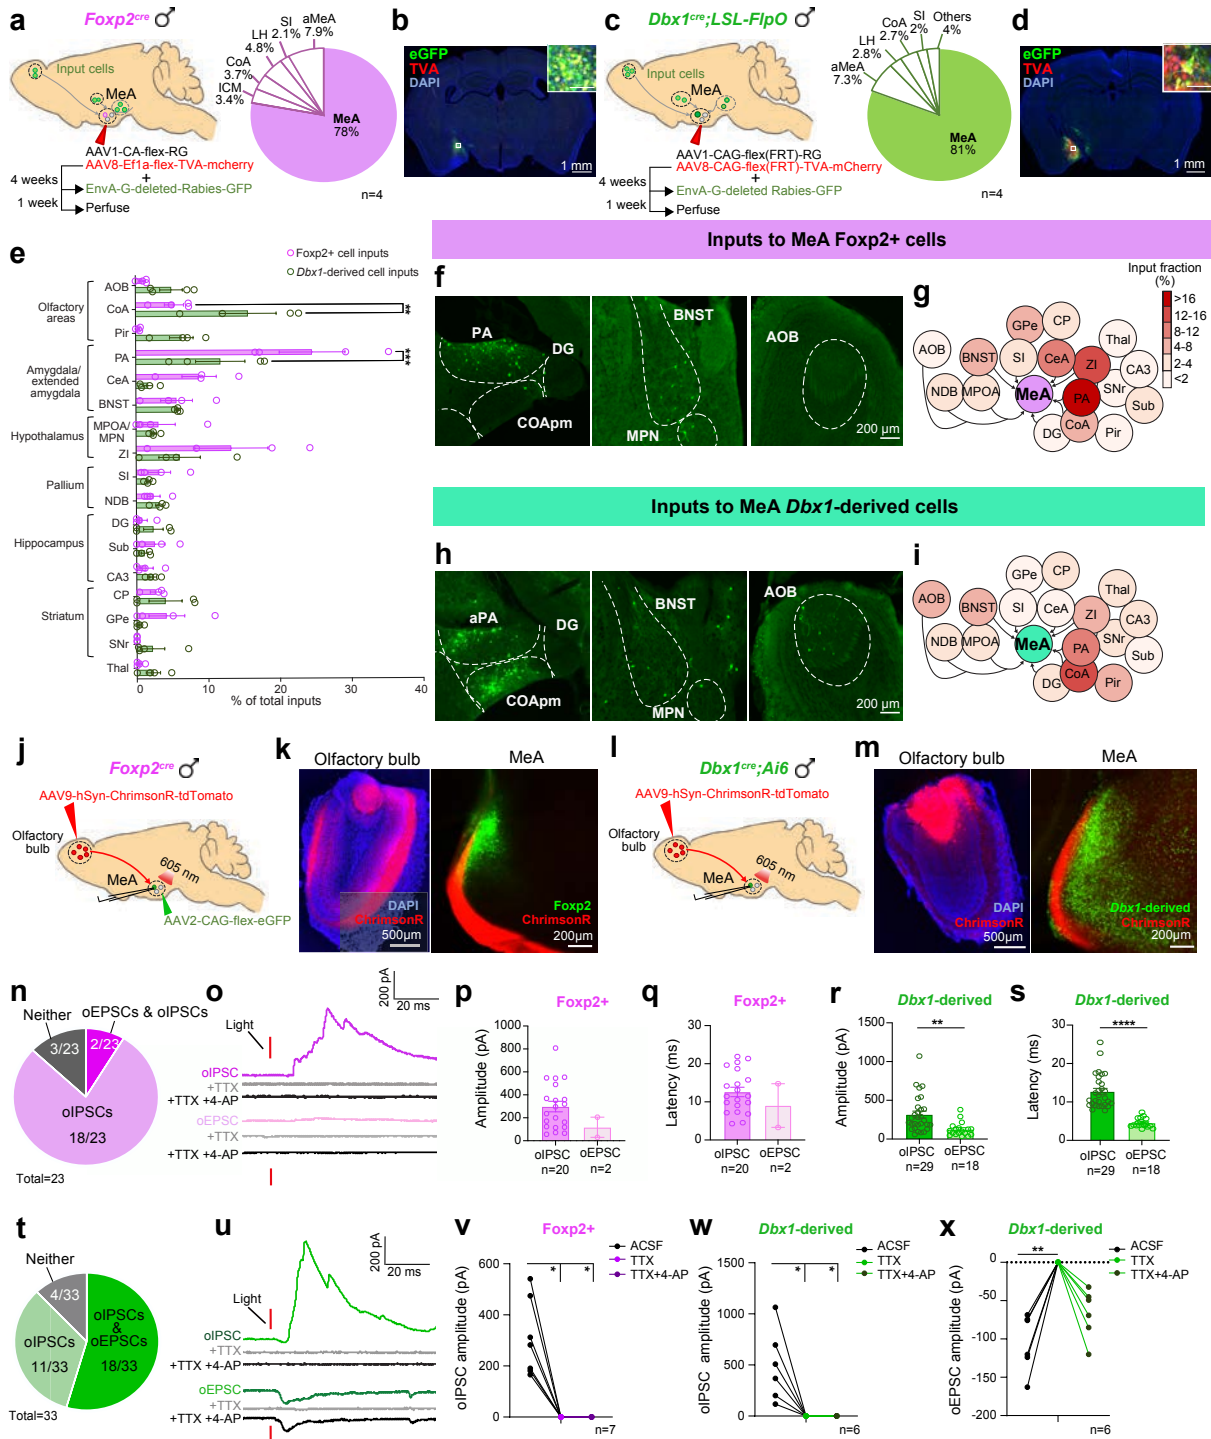 a
Foxp2cre ♂
Input cells
MeA
AAV1-CA-flex-RG
AAV8-Ef1a-flex-TVA-mcherry
+
4 weeks
EnvA-G-deleted-Rabies-GFP
1 week
Perfuse
SI
2.1%
aMeA
7.9%
LH
4.8%
CoA
3.7%
ICM
3.4%
MeA
78%
n=4
b
eGFP
TVA
DAPI
1 mm
c
Dbx1cre;LSL-FlpO ♂
Input cells
MeA
AAV1-CAG-flex(FRT)-RG
AAV8-CAG-flex(FRT)-TVA-mCherry
+
4 weeks
EnvA-G-deleted Rabies-GFP
1 week
Perfuse
SI
2%
Others
4%
CoA
2.7%
LH
2.8%
aMeA
7.3%
MeA
81%
n=4
d
eGFP
TVA
DAPI
1 mm
e
Foxp2+ cell inputs
Dbx1-derived cell inputs
Olfactory
areas
AOB
CoA
Pir
**
Amygdala/
extended
amygdala
PA
CeA
BNST
***
Hypothalamus
MPOA/
MPN
ZI
Pallium
SI
NDB
Hippocampus
DG
Sub
CA3
Striatum
CP
GPe
SNr
Thal
0
10
20
30
40
% of total inputs
Inputs to MeA Foxp2+ cells
f
PA
DG
COApm
BNST
MPN
AOB
200 µm
g
Input fraction
(%)
>16
12-16
8-12
4-8
2-4
<2
AOB
BNST
NDB
MPOA
SI
GPe
CP
CeA
ZI
Thal
CA3
SNr
Sub
PA
MeA
DG
CoA
Pir
Inputs to MeA Dbx1-derived cells
h
aPA
DG
COApm
BNST
MPN
AOB
200 µm
i
AOB
BNST
NDB
MPOA
SI
GPe
CP
CeA
ZI
Thal
CA3
SNr
Sub
PA
MeA
DG
CoA
Pir
j
Foxp2cre ♂
AAV9-hSyn-ChrimsonR-tdTomato
Olfactory
bulb
605 nm
MeA
AAV2-CAG-flex-eGFP
k
Olfactory bulb
MeA
DAPI
ChrimsonR
500µm
Foxp2
ChrimsonR
200µm
l
Dbx1cre;Ai6 ♂
AAV9-hSyn-ChrimsonR-tdTomato
Olfactory
bulb
605 nm
MeA
m
Olfactory bulb
MeA
DAPI
ChrimsonR
500µm
Dbx1-derived
ChrimsonR
200µm
n
Neither
oEPSCs & oIPSCs
3/23
2/23
oIPSCs
18/23
Total=23
o
200 pA
20 ms
Light
oIPSC
+TTX
+TTX +4-AP
oEPSC
+TTX
+TTX +4-AP
p
Foxp2+
Amplitude (pA)
1000
800
600
400
200
0
oIPSC
n=20
oEPSC
n=2
q
Foxp2+
Latency (ms)
30
20
10
0
oIPSC
n=20
oEPSC
n=2
r
Dbx1-derived
**
Amplitude (pA)
1500
1000
500
0
oIPSC
n=29
oEPSC
n=18
s
Dbx1-derived
****
Latency (ms)
30
20
10
0
oIPSC
n=29
oEPSC
n=18
t
Neither
4/33
oIPSCs
11/33
oIPSCs
&
oEPSCs
18/33
Total=33
u
200 pA
20 ms
Light
oIPSC
+TTX
+TTX +4-AP
oEPSC
+TTX
+TTX +4-AP
v
Foxp2+
ACSF
TTX
TTX+4-AP
* *
oIPSC amplitude (pA)
600
400
200
0
n=7
w
Dbx1-derived
ACSF
TTX
TTX+4-AP
* *
oIPSC amplitude (pA)
1500
1000
500
0
n=6
x
Dbx1-derived
ACSF
TTX
TTX+4-AP
**
oEPSC amplitude (pA)
0
-50
-100
-150
-200
n=6